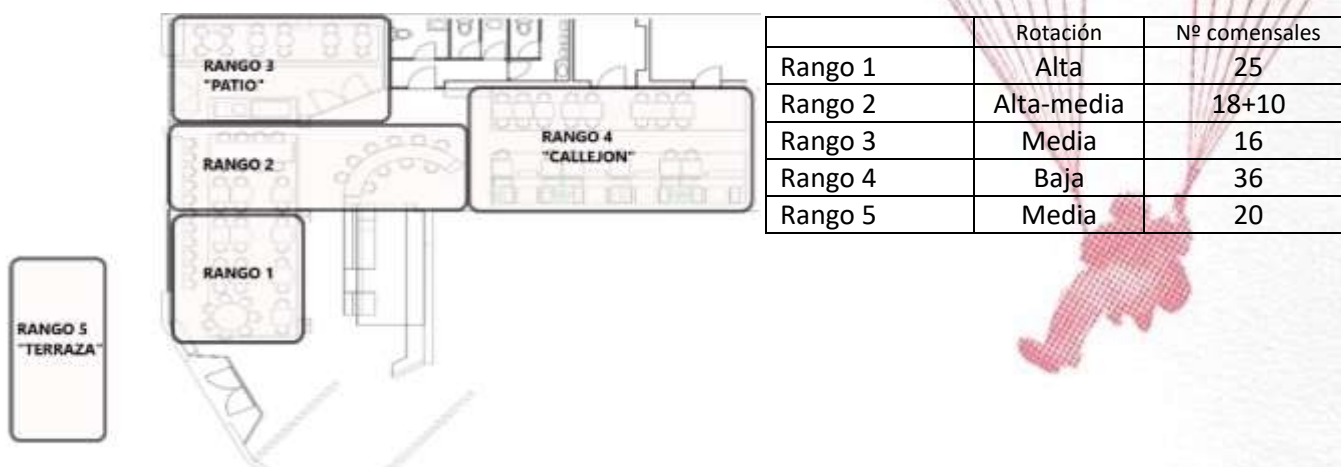 RANGO 3
"PATIO"
RANGO 2
RANGO 4
"CALLEJON"
RANGO 1
RANGO 5
"TERRAZA"
Rotación Nº comensales
Rango 1 Alta 25
Rango 2 Alta-media 18+10
Rango 3 Media 16
Rango 4 Baja 36
Rango 5 Media 20